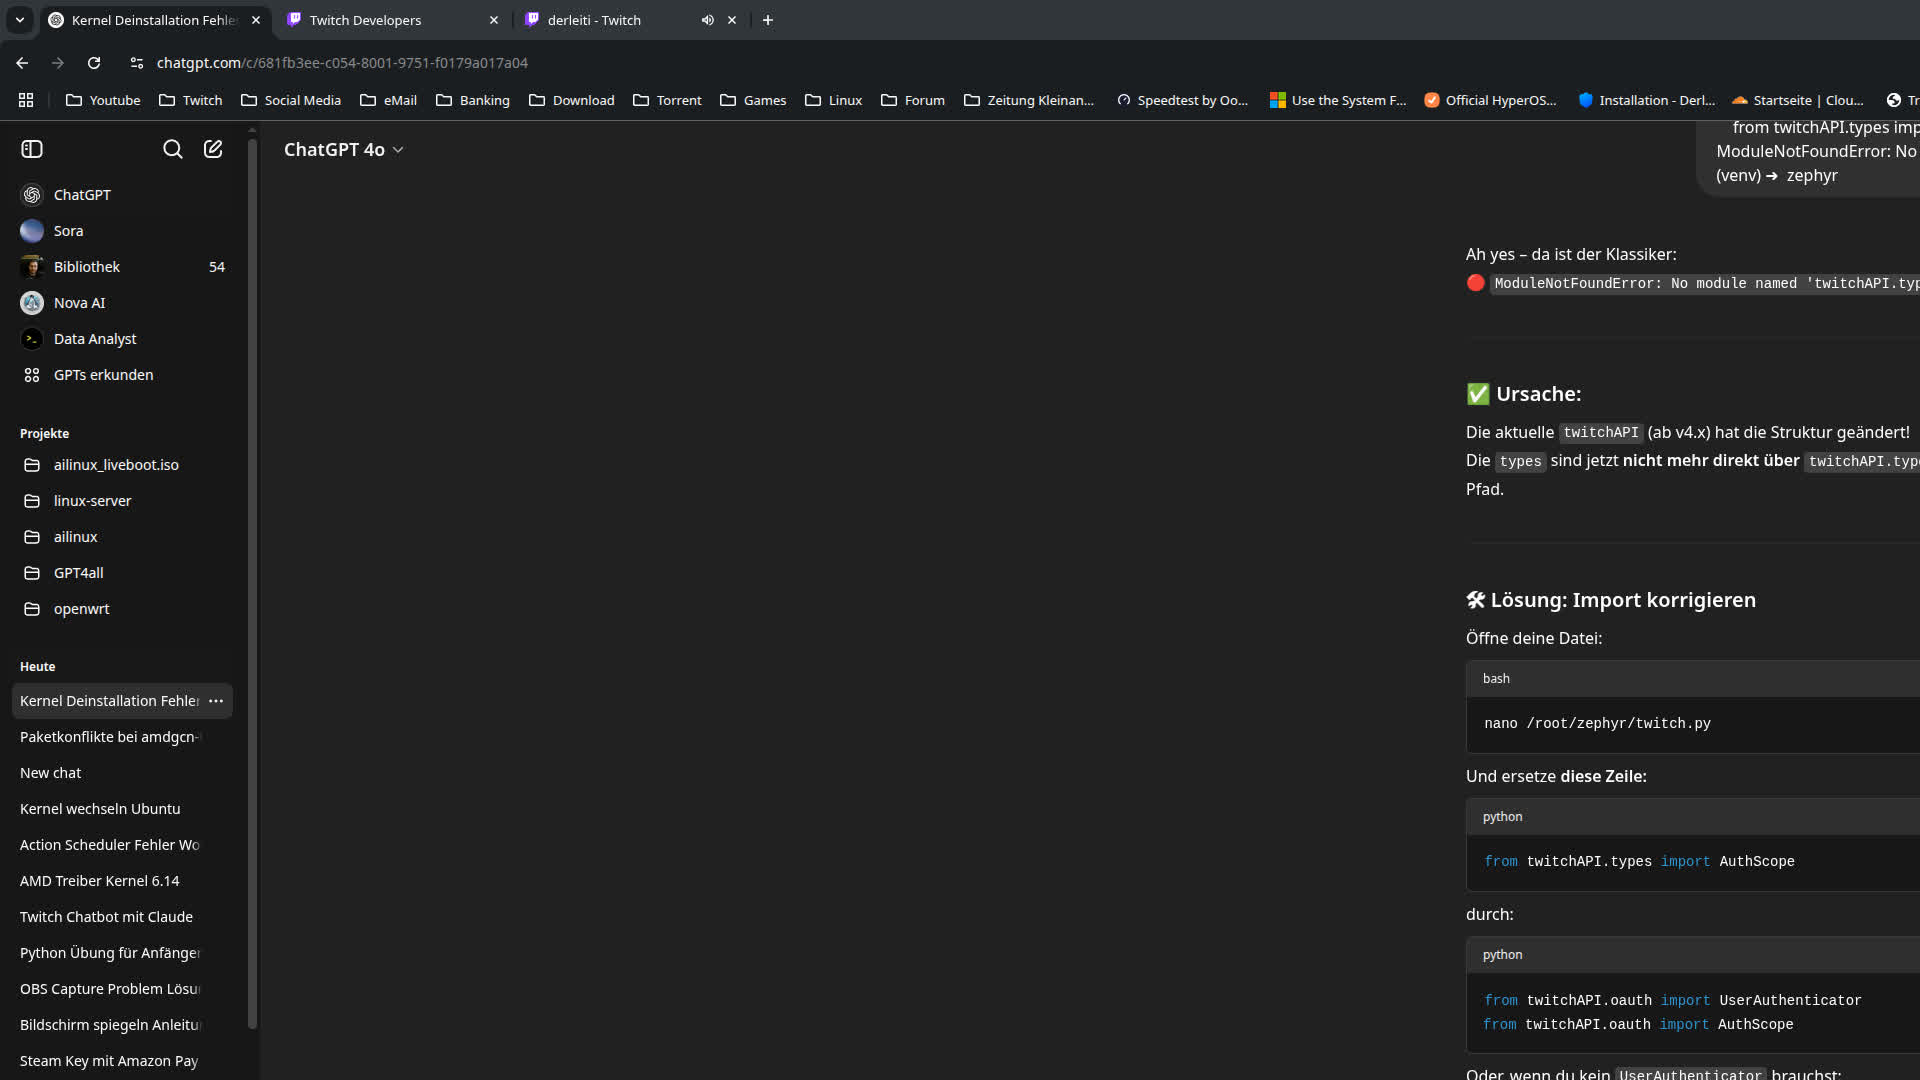 Kernel Deinstallation Fehle
Twitch Developers
derleiti - Twitch
chatgpt.com/c/681fb3ee-c054-8001-9751-f0179a017a04
Youtube
Twitch
Social Media
eMail
Banking
Download
Torrent
Games
Linux
Forum
Zeitung Kleinan...
Speedtest by Oo...
Use the System F...
Official HyperOS...
Installation - Derl...
Startseite | Clou...
Tr
ChatGPT 4o
ChatGPT
Sora
Bibliothek 54
Nova AI
Data Analyst
GPTs erkunden
Projekte
ailinux_liveboot.iso
linux-server
ailinux
GPT4all
openwrt
Heute
Kernel Deinstallation Fehler
Paketkonflikte bei amdgcn-
New chat
Kernel wechseln Ubuntu
Action Scheduler Fehler Wo
AMD Treiber Kernel 6.14
Twitch Chatbot mit Claude
Python Übung für Anfänger
OBS Capture Problem Lösu
Bildschirm spiegeln Anleitu
Steam Key mit Amazon Pay
from twitchAPI.types imp
ModuleNotFoundError: No
(venv) ➜ zephyr
Ah yes – da ist der Klassiker:
🔴 ModuleNotFoundError: No module named 'twitchAPI.typ
✅ Ursache:
Die aktuelle twitchAPI (ab v4.x) hat die Struktur geändert!
Die types sind jetzt nicht mehr direkt über twitchAPI.type
Pfad.
🛠 Lösung: Import korrigieren
Öffne deine Datei:
bash
nano /root/zephyr/twitch.py
Und ersetze diese Zeile:
python
from twitchAPI.types import AuthScope
durch:
python
from twitchAPI.oauth import UserAuthenticator
from twitchAPI.oauth import AuthScope
Oder, wenn du kein UserAuthenticator brauchst: